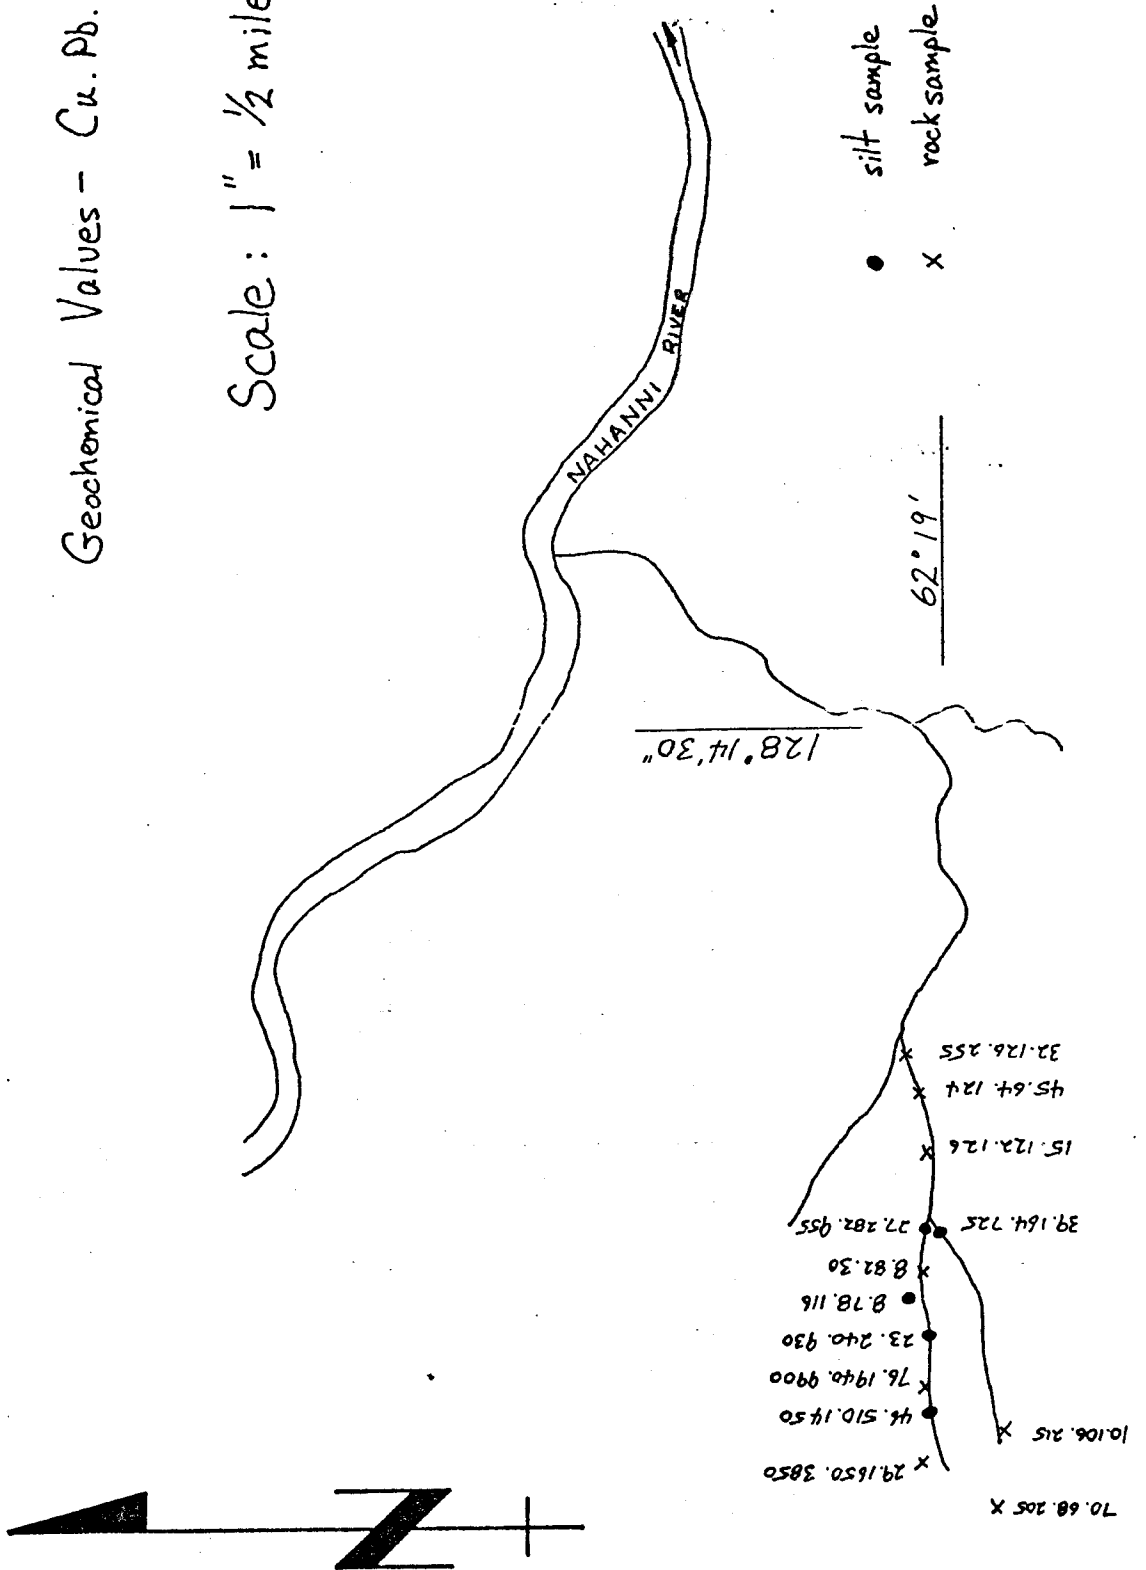 Geochemical Values - Cu. Pb.
Scale: 1" = 1/2 mile
NAHANNI RIVER
● silt sample
x rock sample
62° 19'
128° 14' 30"
32. 126. 255
45. 64. 124
15. 122. 126
27. 282. 955
39. 164. 725
8. 82. 30
8. 78. 116
23. 240. 930
76. 1940. 9900
46. 510. 1450
29. 1650. 3850
10. 106. 215
70. 68. 205
N